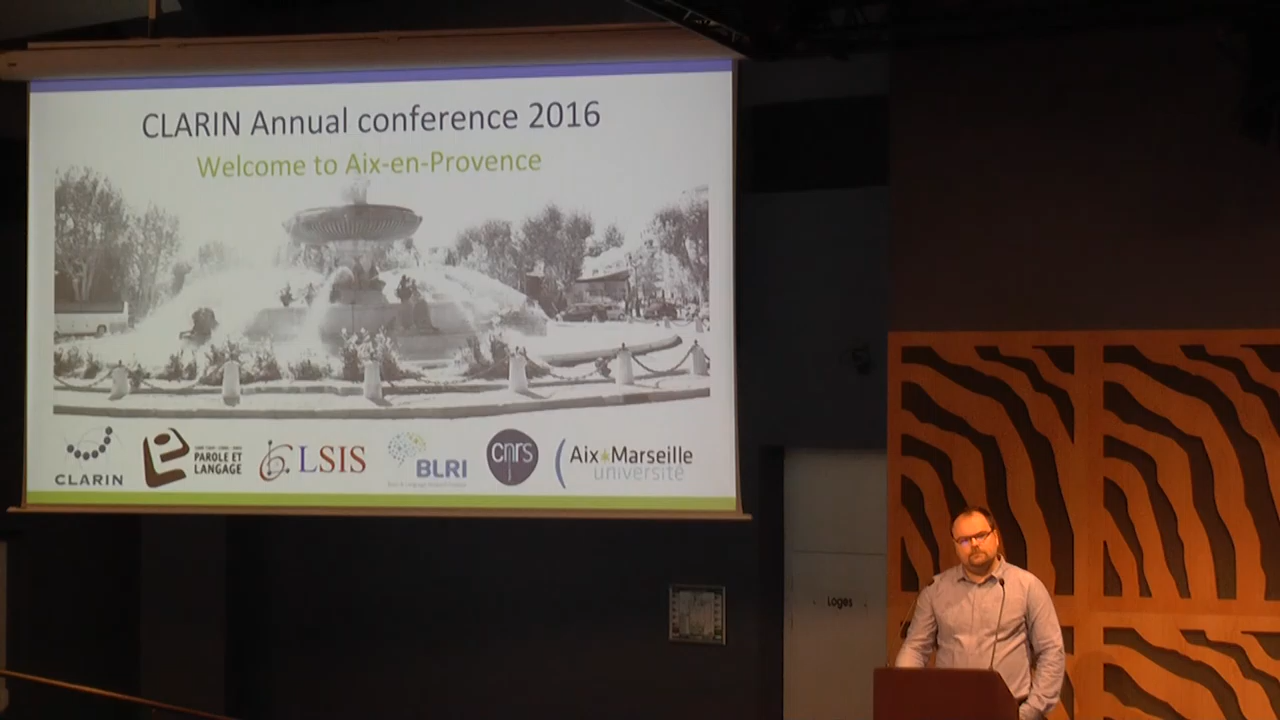 CLARIN Annual conference 2016
Welcome to Aix-en-Provence
CLARIN
PAROLE ET
LANGAGE
LSIS
BLRI
cnrs
Aix*Marseille
université
Loges